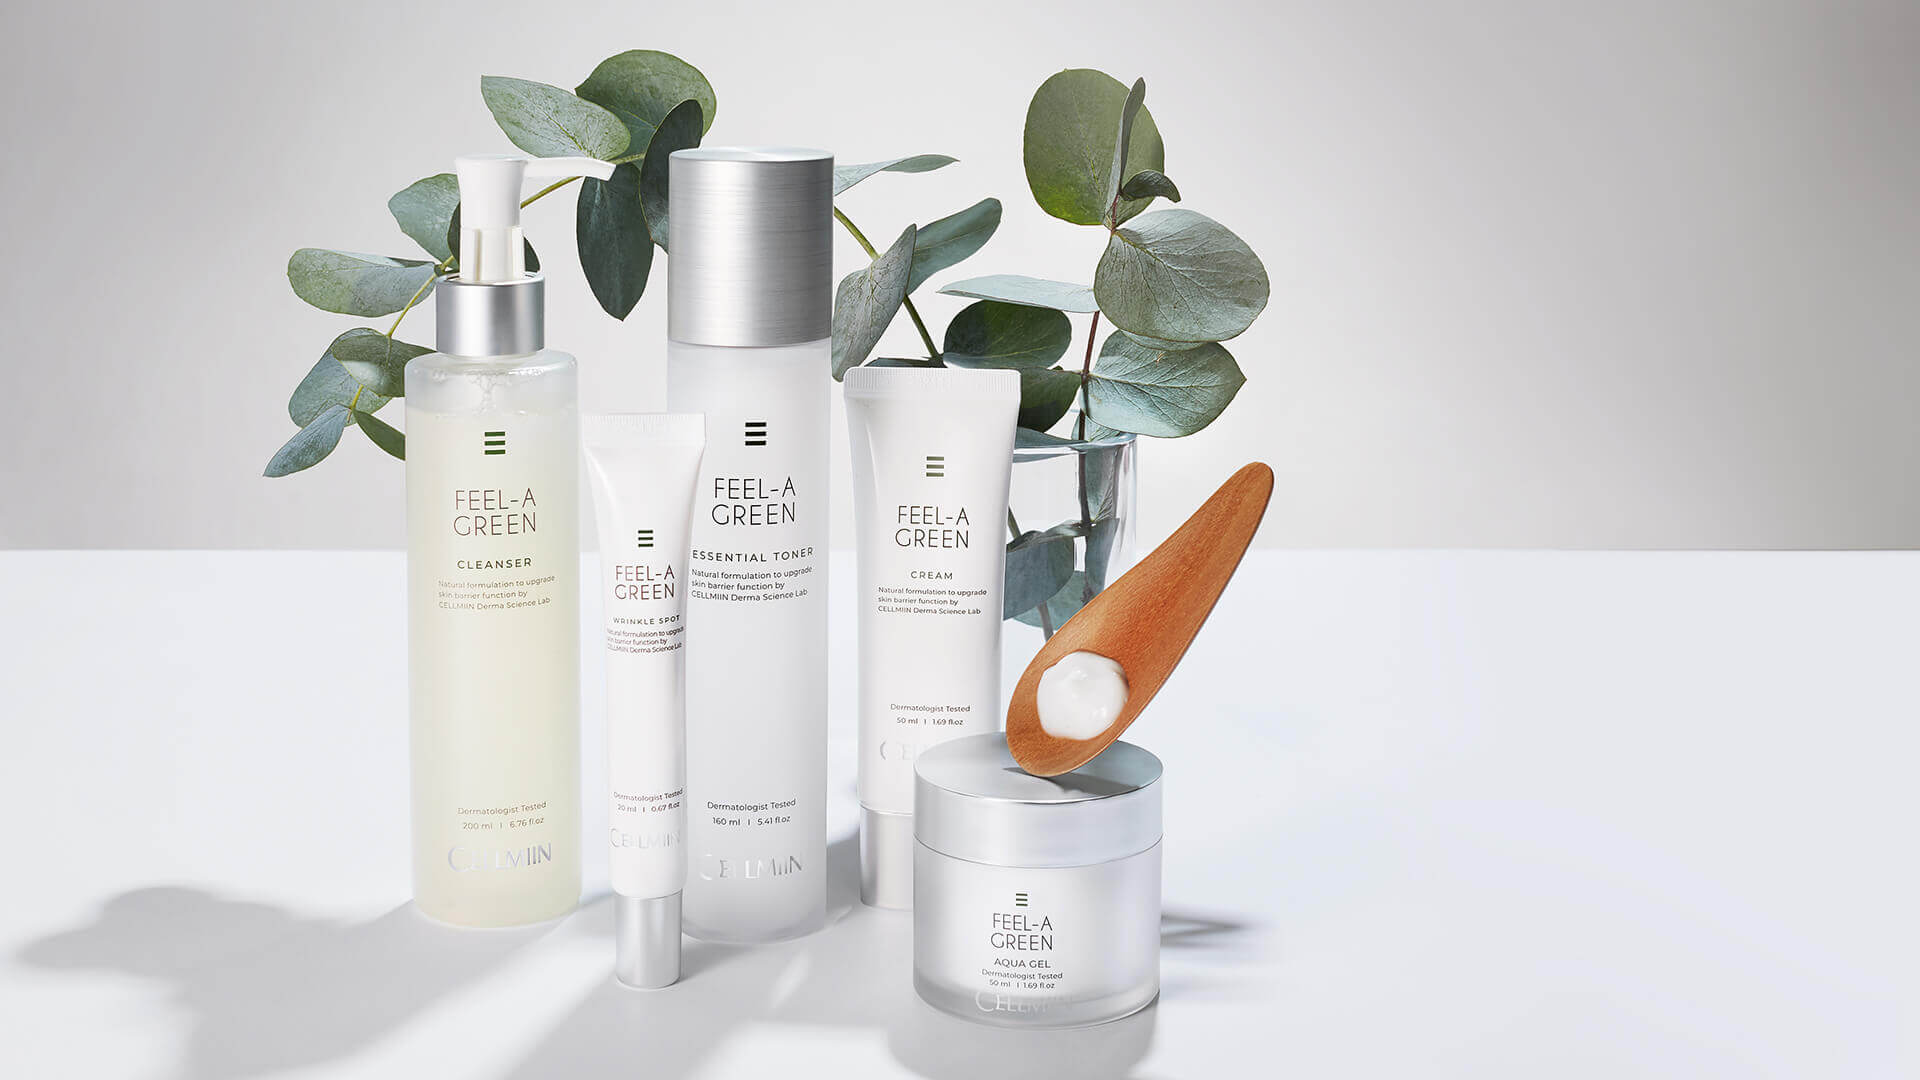 FEEL-A
GREEN
CLEANSER
Natural formulation to upgrade
skin barrier function by
CELLMIIN Derma Science Lab
Dermatologist Tested
200 ml I 6.76 fl.oz
CELLMIIN
FEEL-A
GREEN
WRINKLE SPOT
Natural formulation to upgrade
skin barrier function by
CELLMIIN Derma Science Lab
Dermatologist Tested
20 ml I 0.67 fl.oz
CELLMIIN
FEEL-A
GREEN
ESSENTIAL TONER
Natural formulation to upgrade
skin barrier function by
CELLMIIN Derma Science Lab
Dermatologist Tested
160 ml I 5.41 fl.oz
CELLMIIN
FEEL-A
GREEN
CREAM
Natural formulation to upgrade
skin barrier function by
CELLMIIN Derma Science Lab
Dermatologist Tested
50 ml I 1.69 fl.oz
FEEL-A
GREEN
AQUA GEL
Dermatologist Tested
50 ml I 1.69 fl.oz
CELLMIIN